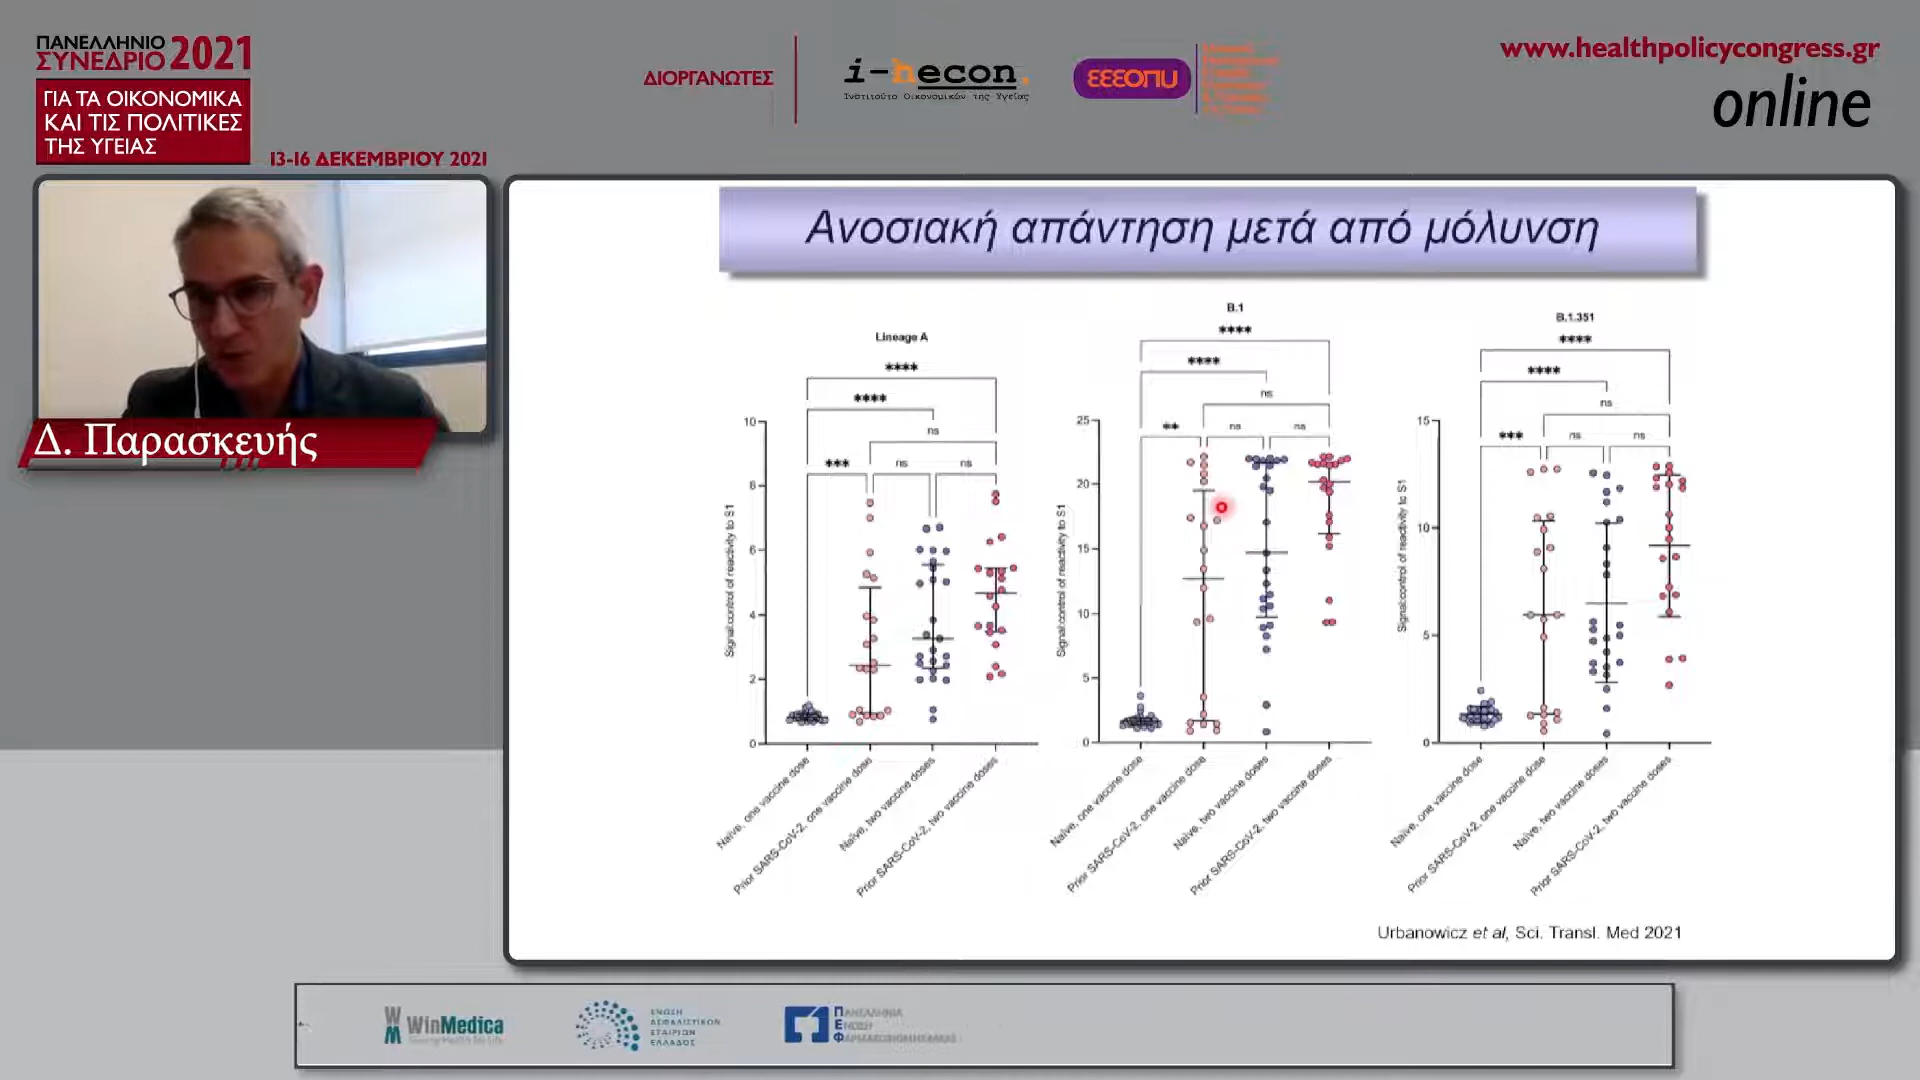 ΠΑΝΕΛΛΗΝΙΟ
ΣΥΝΕΔΡΙΟ 2021
ΓΙΑ ΤΑ ΟΙΚΟΝΟΜΙΚΑ
ΚΑΙ ΤΙΣ ΠΟΛΙΤΙΚΕΣ
ΤΗΣ ΥΓΕΙΑΣ
13-16 ΔΕΚΕΜΒΡΙΟΥ 2021
ΔΙΟΡΓΑΝΩΤΕΣ
i-hecon.
Ινστιτούτο Οικονομικών της Υγείας
ΕΕΕΟΠΥ
www.healthpolicycongress.gr
online
Δ. Παρασκευής
Ανοσιακή απάντηση μετά από μόλυνση
Lineage A
****
****
ns
***
ns
ns
10
8
6
4
2
0
Signal:control of reactivity to S1
Naïve, one vaccine dose
Prior SARS-CoV-2, one vaccine dose
Naïve, two vaccine doses
Prior SARS-CoV-2, two vaccine doses
B.1
****
****
ns
**
ns
ns
25
20
15
10
5
0
Signal:control of reactivity to S1
Naïve, one vaccine dose
Prior SARS-CoV-2, one vaccine dose
Naïve, two vaccine doses
Prior SARS-CoV-2, two vaccine doses
B.1.351
****
****
ns
***
ns
ns
15
10
5
0
Signal:control of reactivity to S1
Naïve, one vaccine dose
Prior SARS-CoV-2, one vaccine dose
Naïve, two vaccine doses
Prior SARS-CoV-2, two vaccine doses
Urbanowicz et al, Sci. Transl. Med 2021
WinMedica
ΕΝΩΣΗ
ΑΣΦΑΛΙΣΤΙΚΩΝ
ΕΤΑΙΡΙΩΝ
ΕΛΛΑΔΟΣ
ΠΑΝΕΛΛΗΝΙΑ
ΕΝΩΣΗ
ΦΑΡΜΑΚΟΒΙΟΜΗΧΑΝΙΑΣ